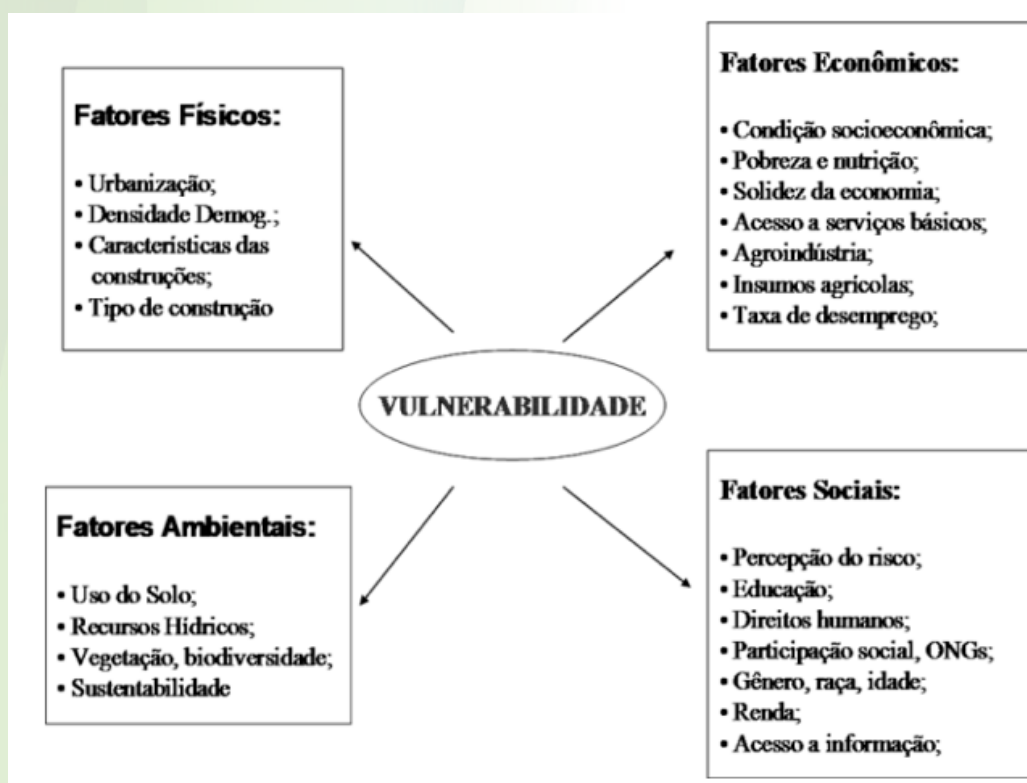 Fatores Físicos:
• Urbanização;
• Densidade Demog.;
• Características das
construções;
• Tipo de construção
Fatores Econômicos:
• Condição socioeconômica;
• Pobreza e nutrição;
• Solidez da economia;
• Acesso a serviços básicos;
• Agroindústria;
• Insumos agrícolas;
• Taxa de desemprego;
VULNERABILIDADE
Fatores Ambientais:
• Uso do Solo;
• Recursos Hídricos;
• Vegetação, biodiversidade;
• Sustentabilidade
Fatores Sociais:
• Percepção do risco;
• Educação;
• Direitos humanos;
• Participação social, ONGs;
• Gênero, raça, idade;
• Renda;
• Acesso a informação;